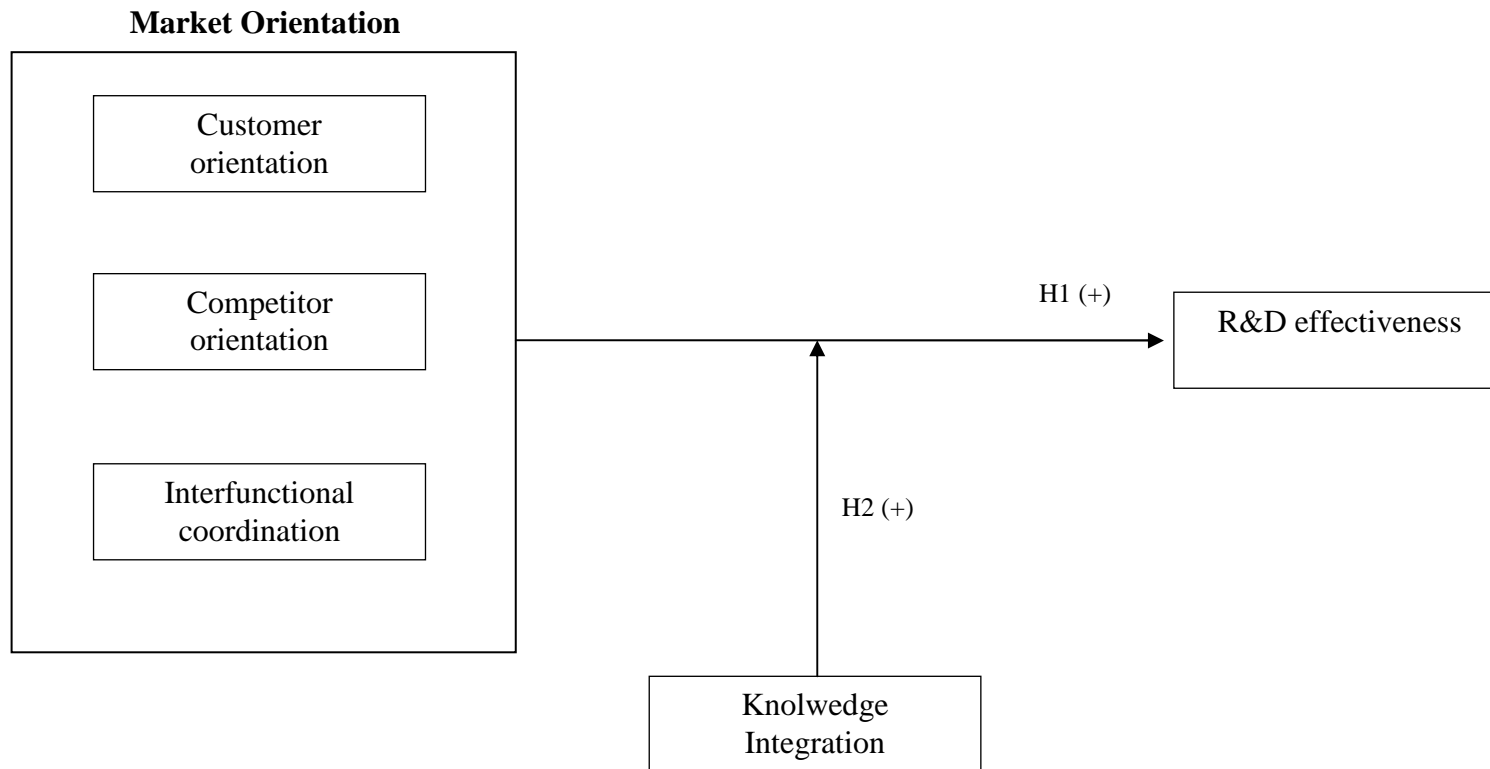 Market Orientation
Customer
orientation
Competitor
orientation
Interfunctional
coordination
H1 (+)
R&D effectiveness
H2 (+)
Knolwedge
Integration